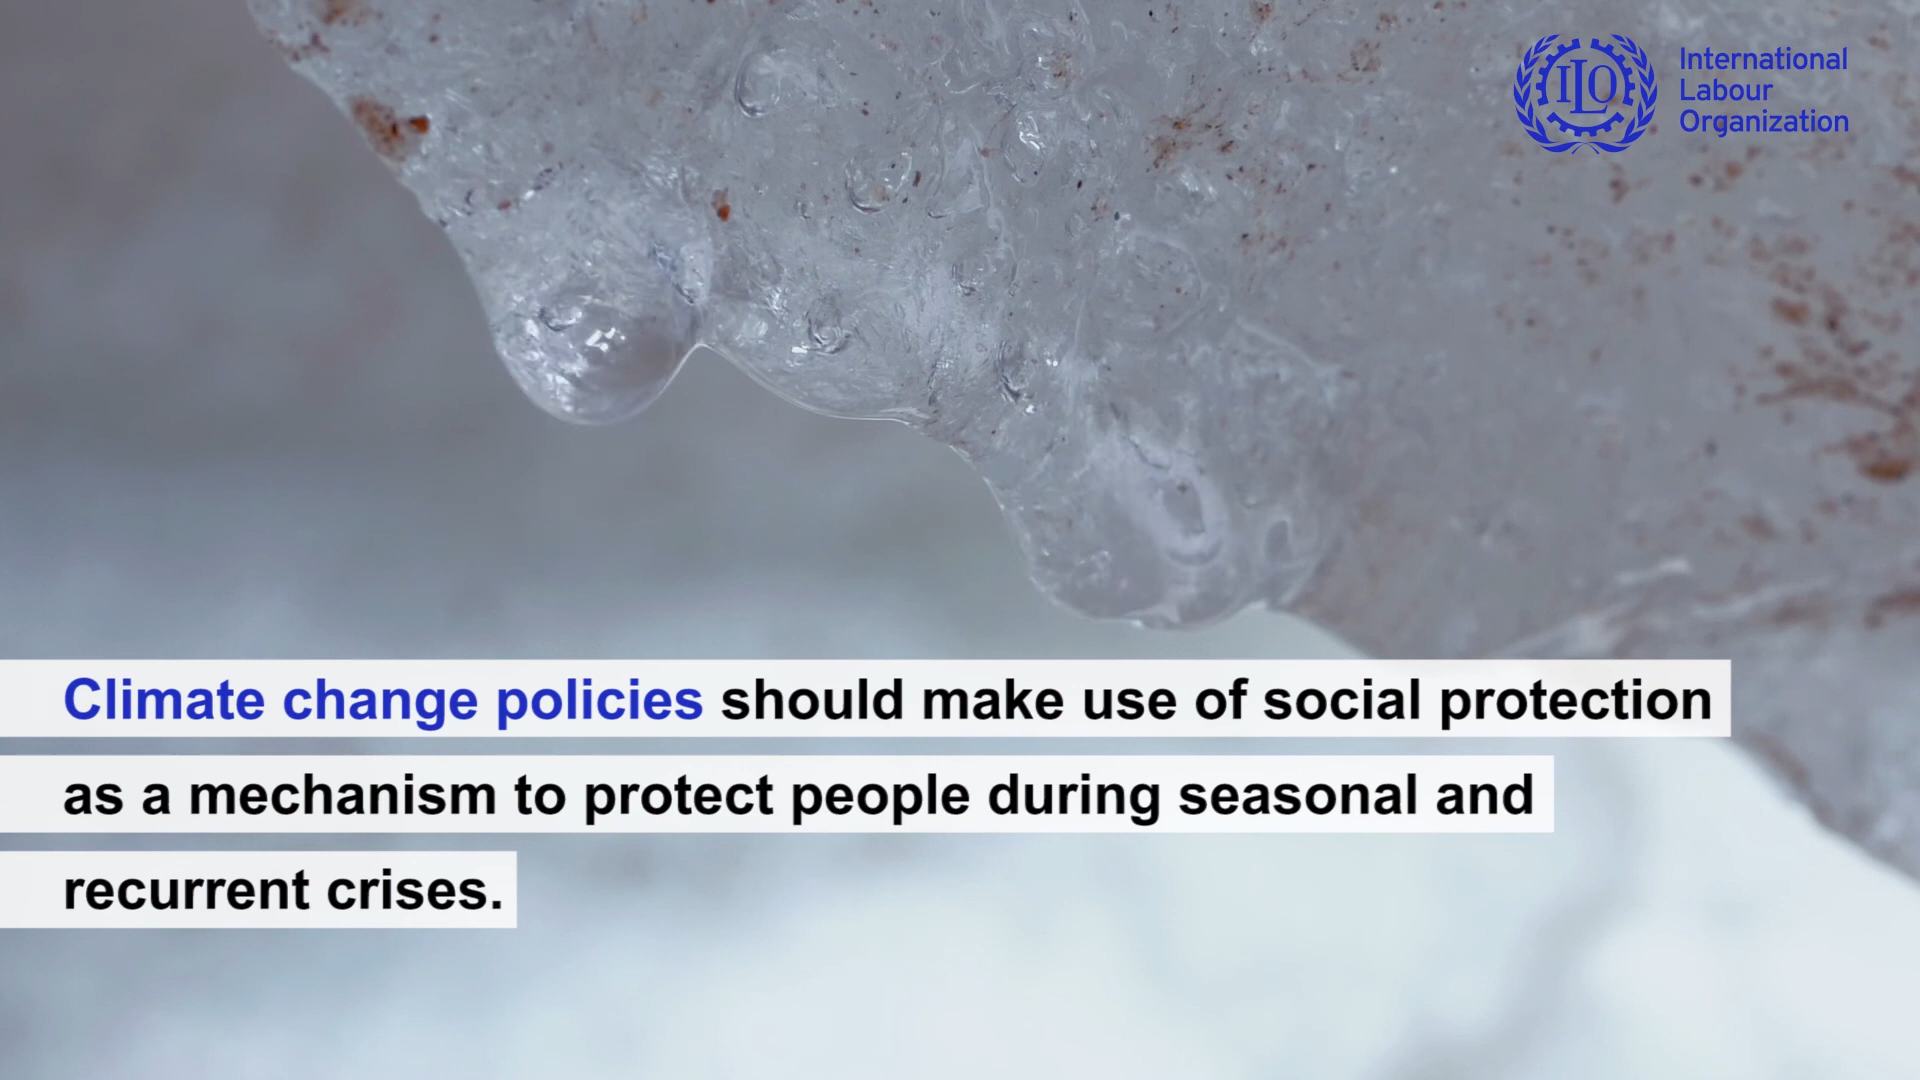 ILO
International
Labour
Organization
Climate change policies should make use of social protection
as a mechanism to protect people during seasonal and
recurrent crises.